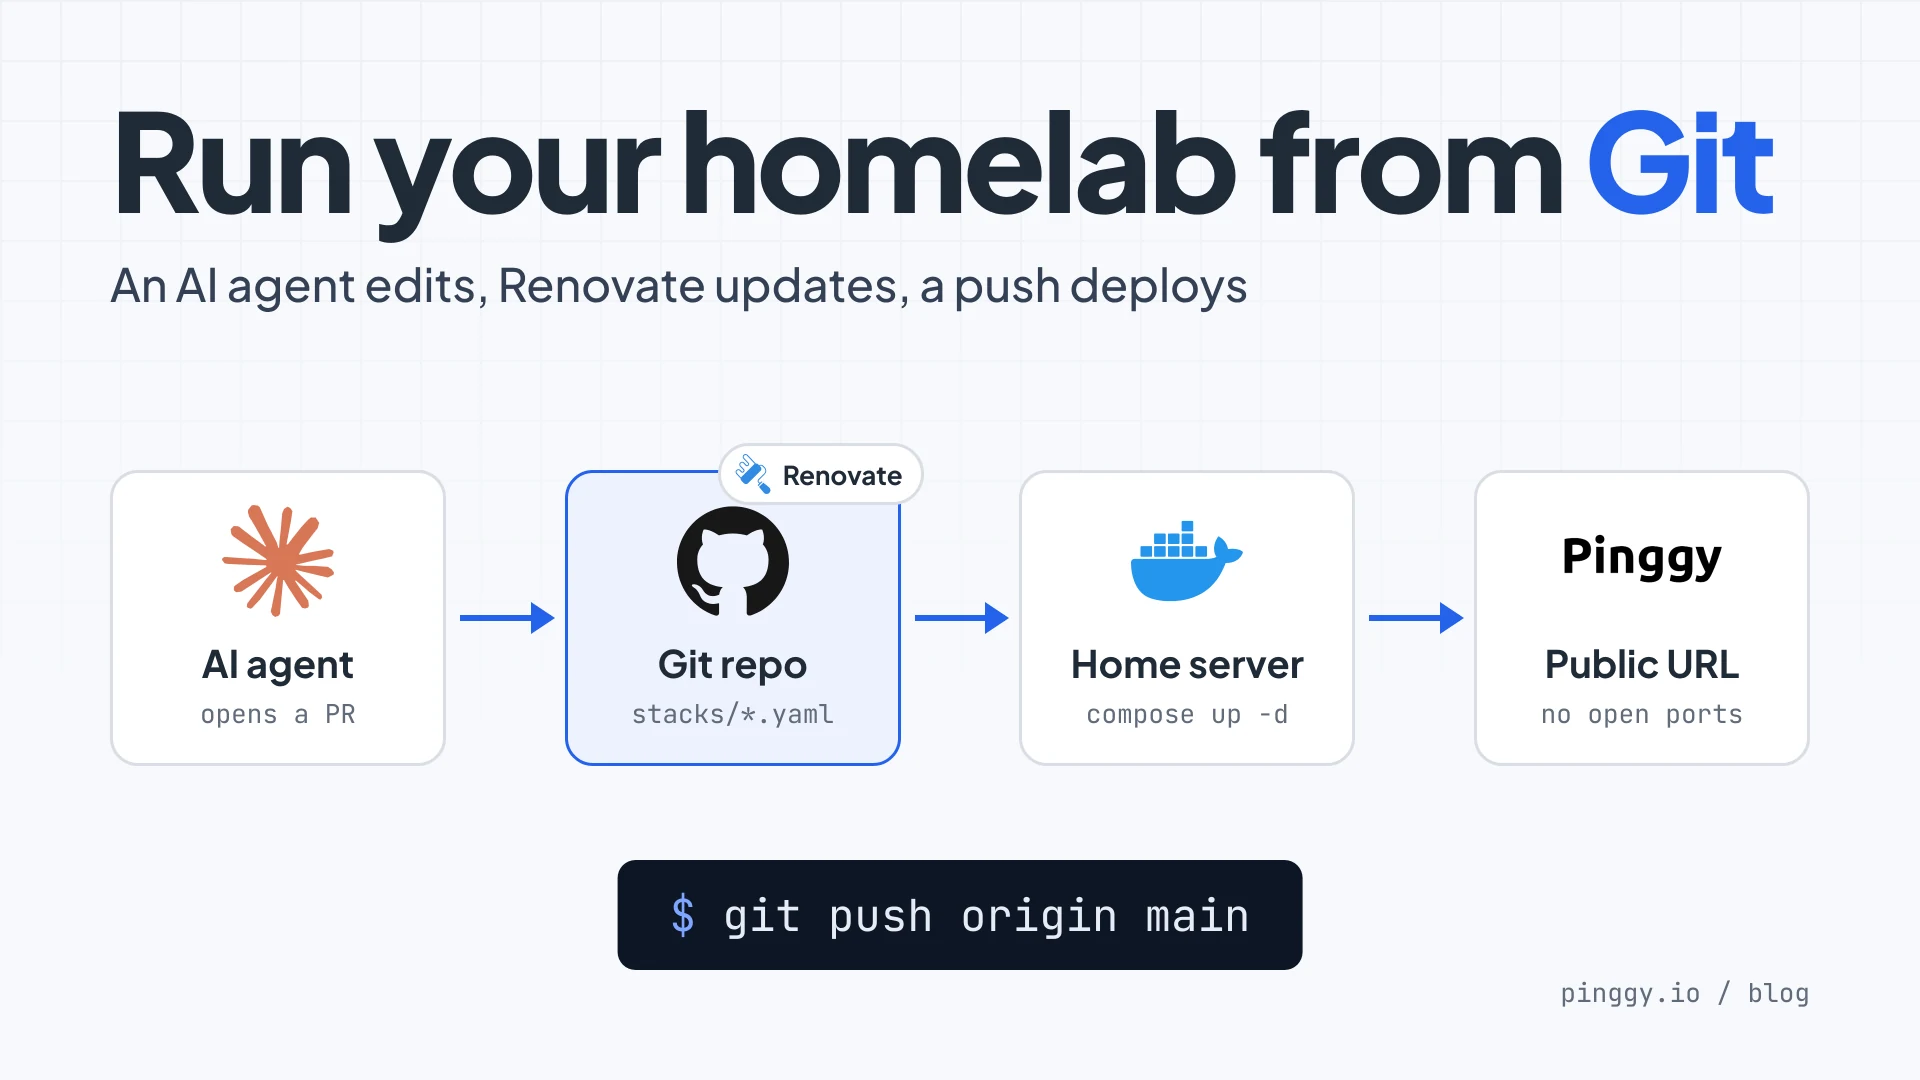 Run your homelab from Git
An AI agent edits, Renovate updates, a push deploys
Renovate
AI agent
opens a PR
Git repo
stacks/*.yaml
Home server
compose up -d
Pinggy
Public URL
no open ports
$ git push origin main
pinggy.io / blog